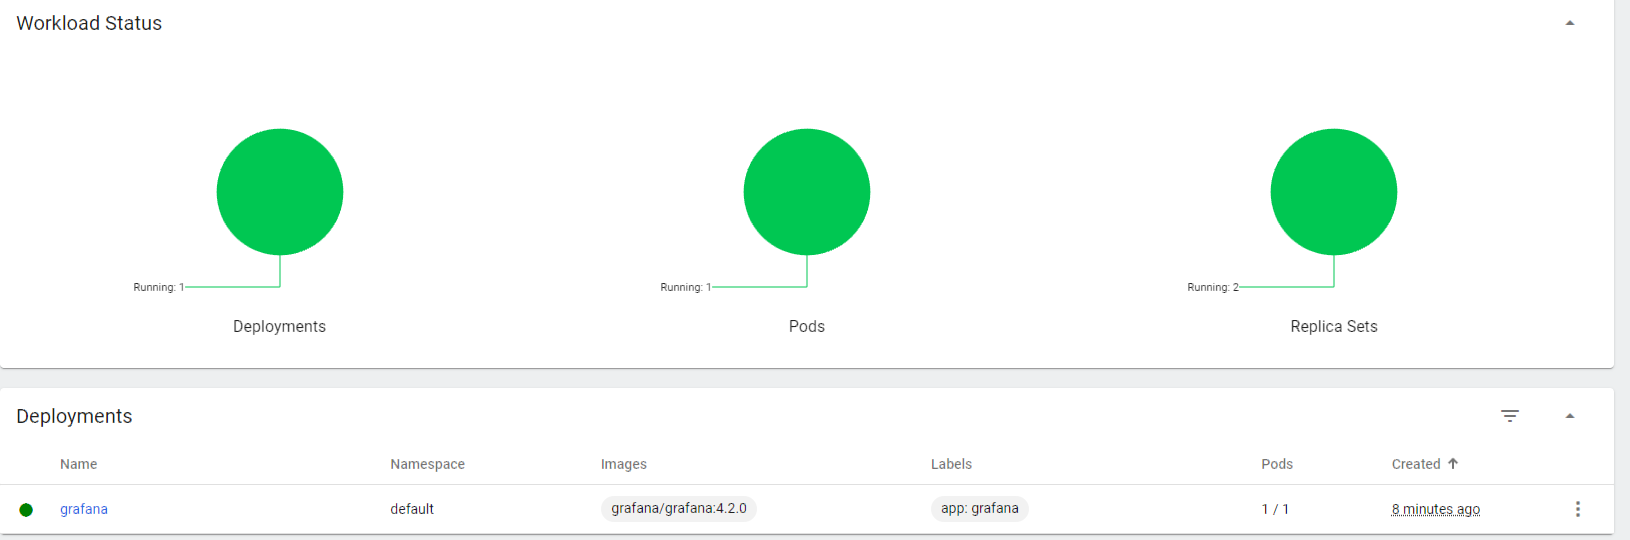 Workload Status
Running: 1
Running: 1
Running: 2
Deployments
Pods
Replica Sets
Deployments
Name Namespace Images Labels Pods Created
grafana default grafana/grafana:4.2.0 app: grafana 1 / 1 8 minutes ago